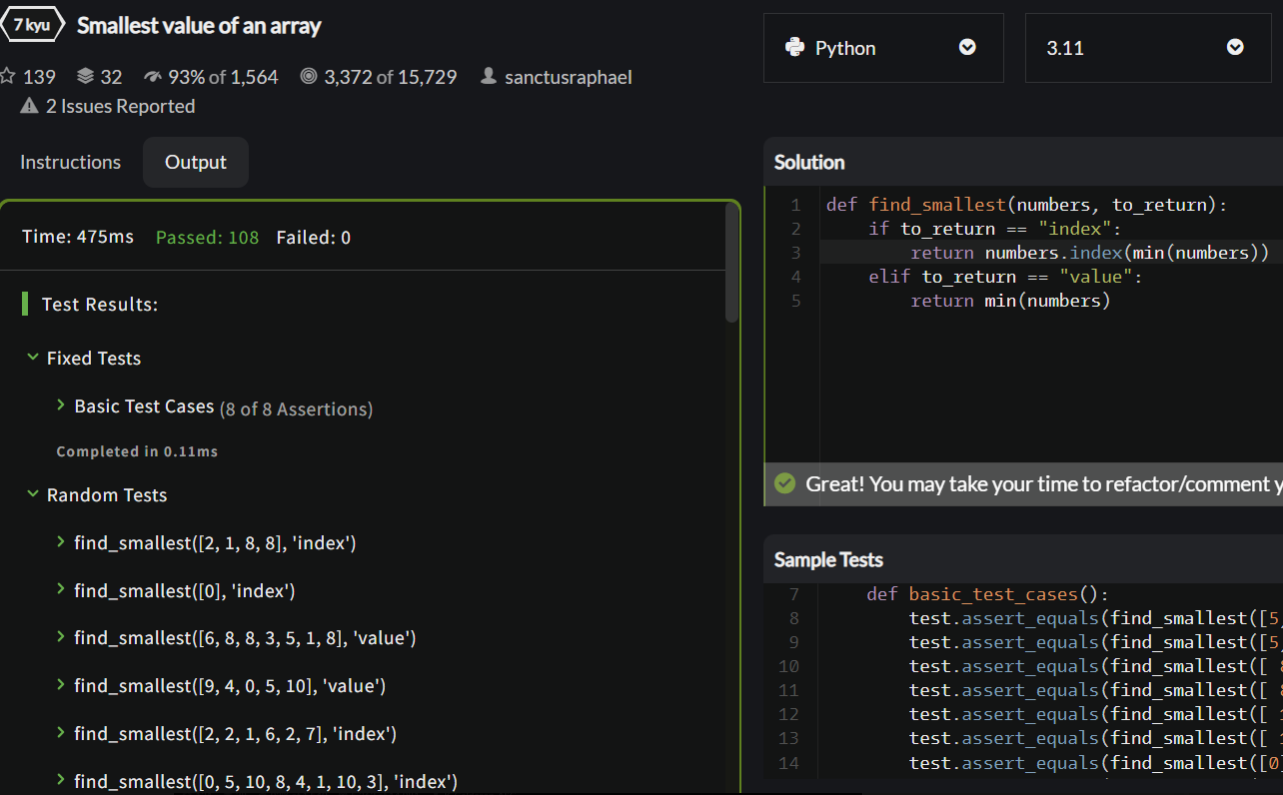 7 kyu Smallest value of an array
139 32 93% of 1,564 3,372 of 15,729 sanctusraphael
2 Issues Reported
Instructions Output
Time: 475ms Passed: 108 Failed: 0
Test Results:
Fixed Tests
Basic Test Cases (8 of 8 Assertions)
Completed in 0.11ms
Random Tests
find_smallest([2, 1, 8, 8], 'index')
find_smallest([0], 'index')
find_smallest([6, 8, 8, 3, 5, 1, 8], 'value')
find_smallest([9, 4, 0, 5, 10], 'value')
find_smallest([2, 2, 1, 6, 2, 7], 'index')
find_smallest([0, 5, 10, 8, 4, 1, 10, 3], 'index')
Python 3.11
Solution
1 def find_smallest(numbers, to_return):
2     if to_return == "index":
3         return numbers.index(min(numbers))
4     elif to_return == "value":
5         return min(numbers)
Great! You may take your time to refactor/comment
Sample Tests
7     def basic_test_cases():
8         test.assert_equals(find_smallest([5,
9         test.assert_equals(find_smallest([5,
10         test.assert_equals(find_smallest([
11         test.assert_equals(find_smallest([
12         test.assert_equals(find_smallest([
13         test.assert_equals(find_smallest([
14         test.assert_equals(find_smallest([0]